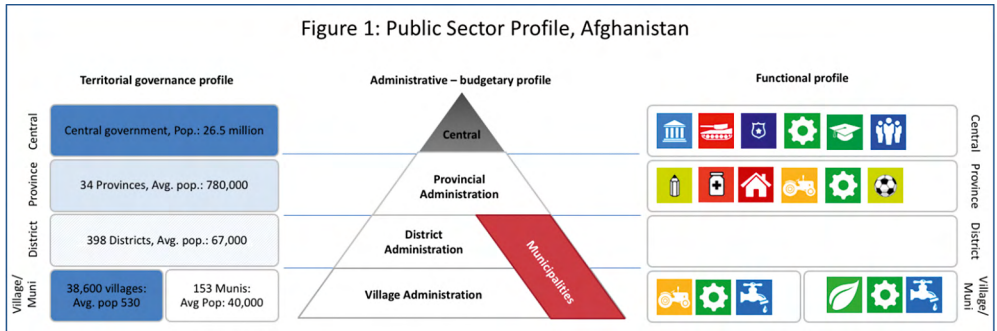 Figure 1: Public Sector Profile, Afghanistan
Territorial governance profile
Administrative – budgetary profile
Functional profile
Central
Central government, Pop.: 26.5 million
Central
Central
Province
34 Provinces, Avg. pop.: 780,000
Provincial
Administration
Province
District
398 Districts, Avg. pop.: 67,000
District
Administration
Municipalities
District
Village/
Muni
38,600 villages:
Avg. pop 530
153 Munis:
Avg Pop: 40,000
Village Administration
Village/
Muni